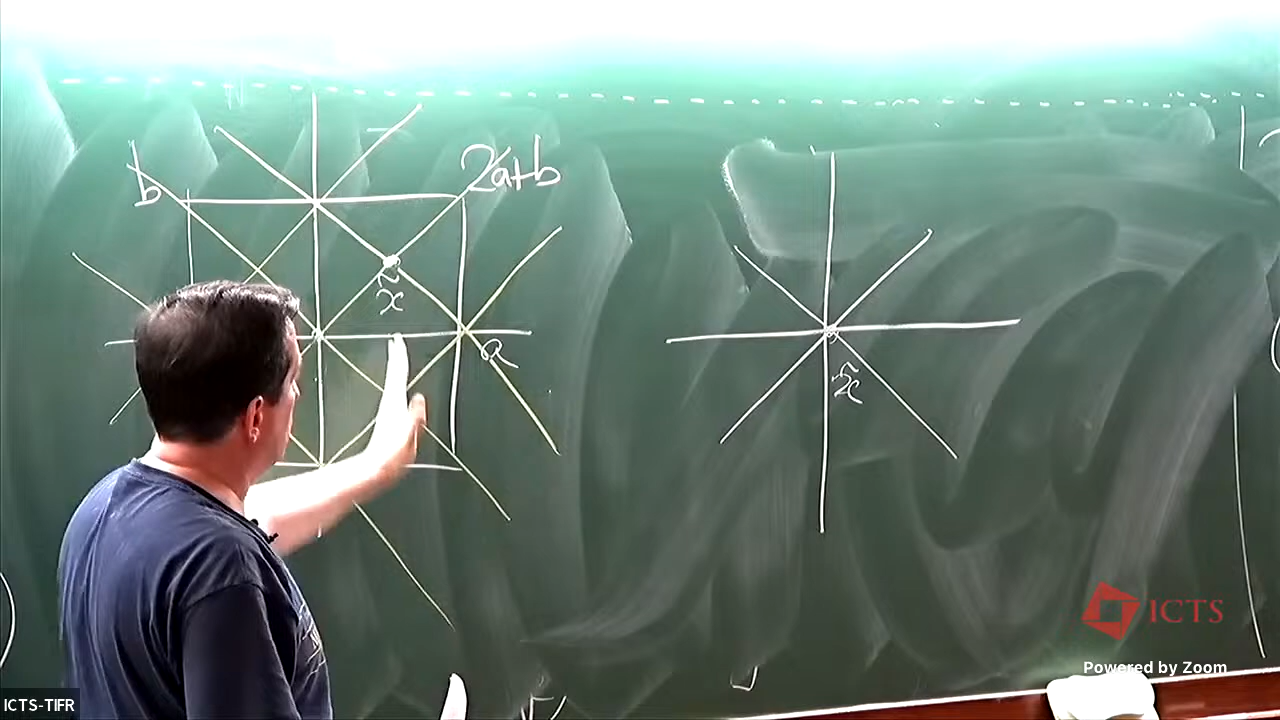 b
2a+b
x̃
a
x̃
ICTS
Powered by Zoom
ICTS-TIFR